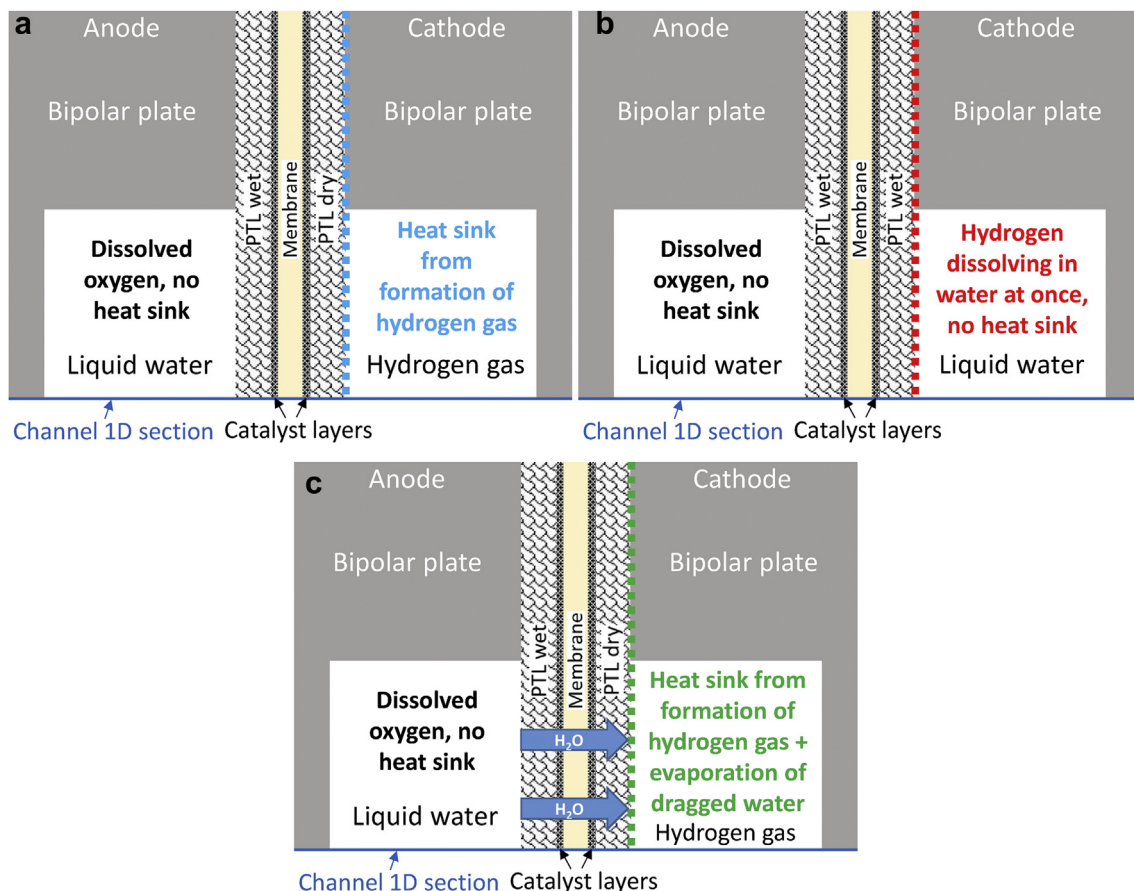 a
Anode
Cathode
Bipolar plate
Bipolar plate
PTL wet
Membrane
PTL dry
Dissolved
oxygen, no
heat sink
Liquid water
Heat sink
from
formation of
hydrogen gas
Hydrogen gas
Channel 1D section
Catalyst layers
b
Anode
Cathode
Bipolar plate
Bipolar plate
PTL wet
Membrane
PTL wet
Dissolved
oxygen, no
heat sink
Liquid water
Hydrogen
dissolving in
water at once,
no heat sink
Liquid water
Channel 1D section
Catalyst layers
c
Anode
Cathode
Bipolar plate
Bipolar plate
PTL wet
Membrane
PTL dry
Dissolved
oxygen, no
heat sink
Liquid water
H₂O
H₂O
Heat sink from
formation of
hydrogen gas +
evaporation of
dragged water
Hydrogen gas
Channel 1D section
Catalyst layers